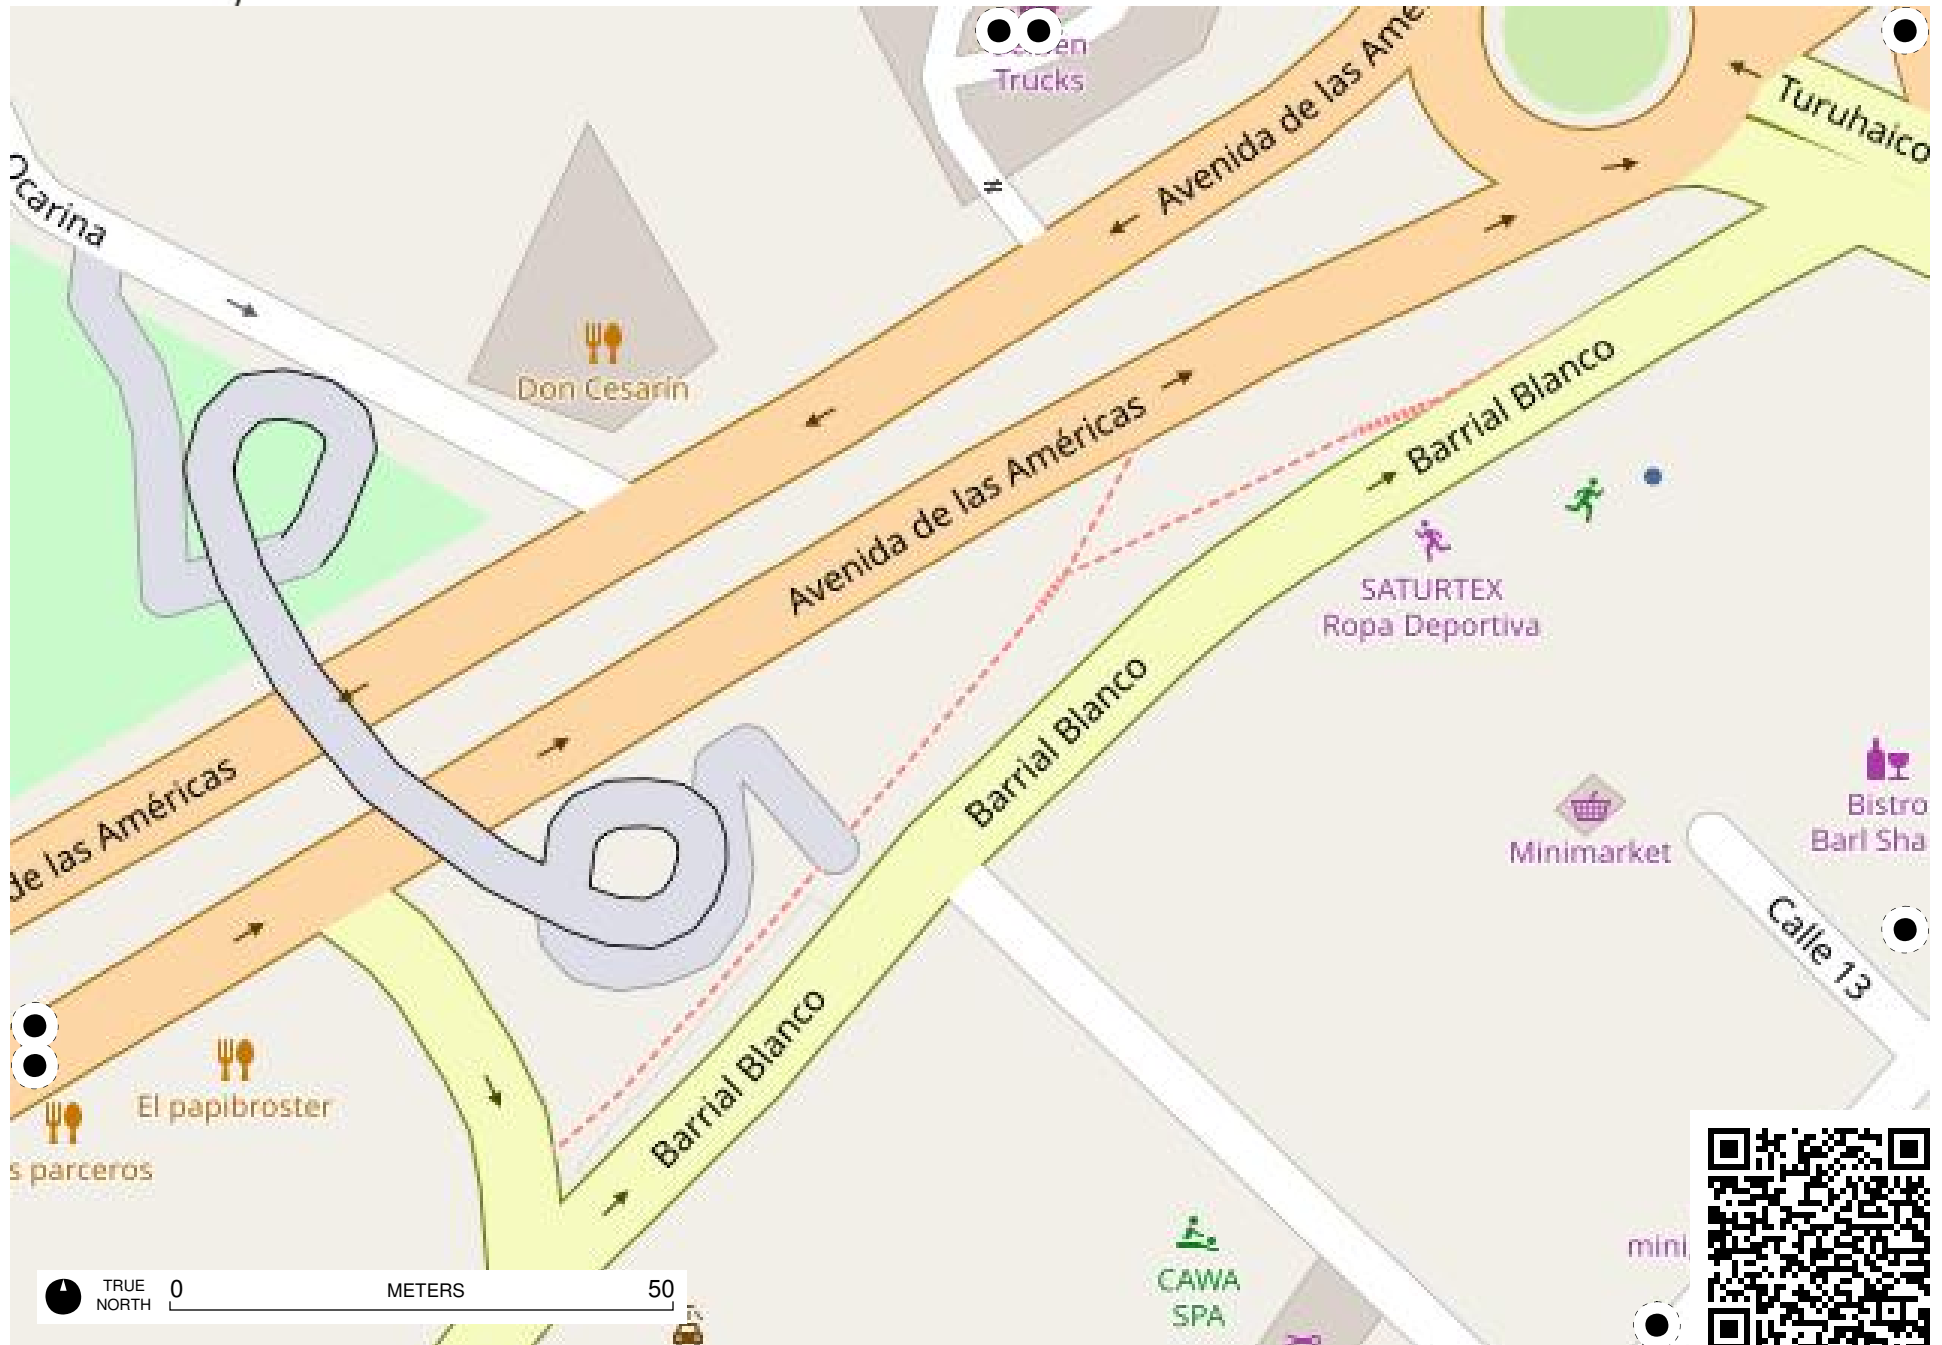 Trucks
Avenida de las Amé
Turuhaico
Ocarina
Don Cesarín
Avenida de las Américas
Barrial Blanco
SATURTEX
Ropa Deportiva
Barrial Blanco
de las Américas
Bistro
Barl Sha
Minimarket
Calle 13
Barrial Blanco
El papibroster
s parceros
mini
CAWA
SPA
TRUE
NORTH
0 METERS 50